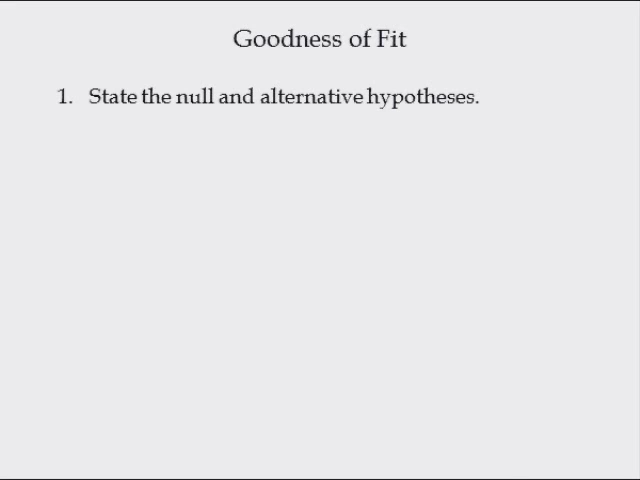 Goodness of Fit
1. State the null and alternative hypotheses.